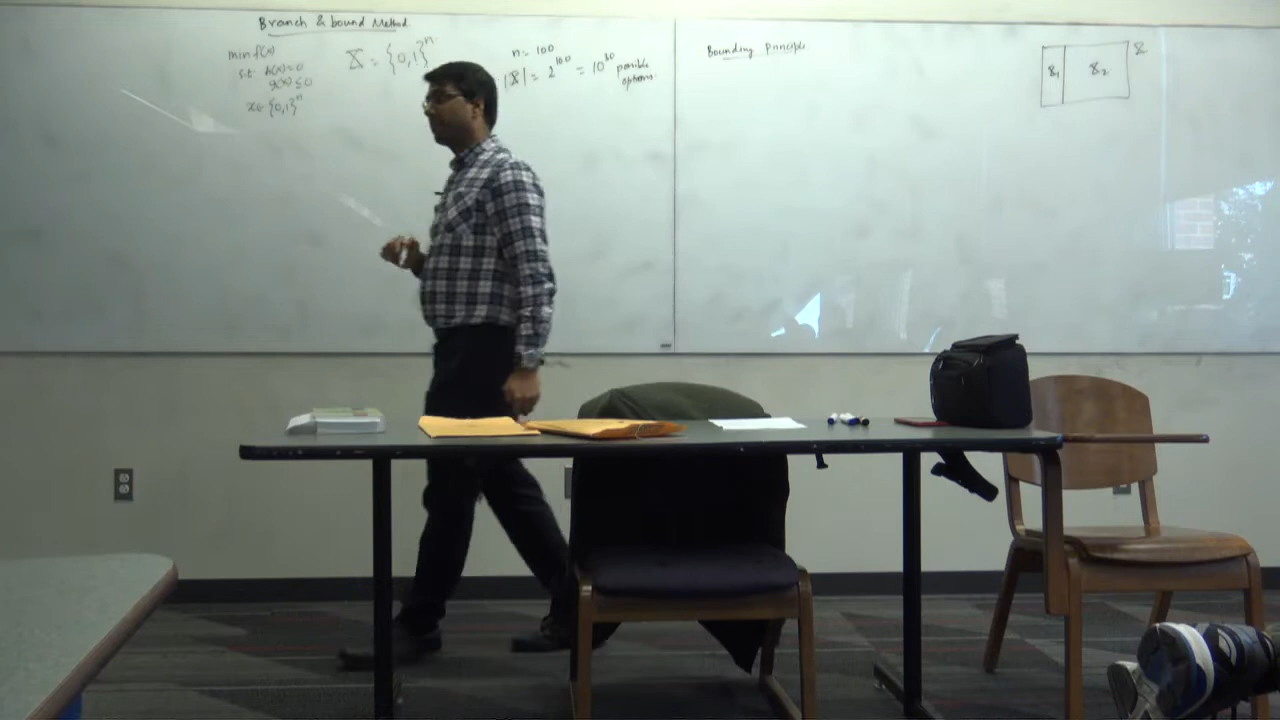 Branch & bound Method
min f(x)
s.t h(x)=0
g(x)≤0
x∈{0,1}^n
X = {0,1}^n
n = 100
|X| = 2^100 = 10^30 possible
options.
Bounding Principle
X
X1 X2